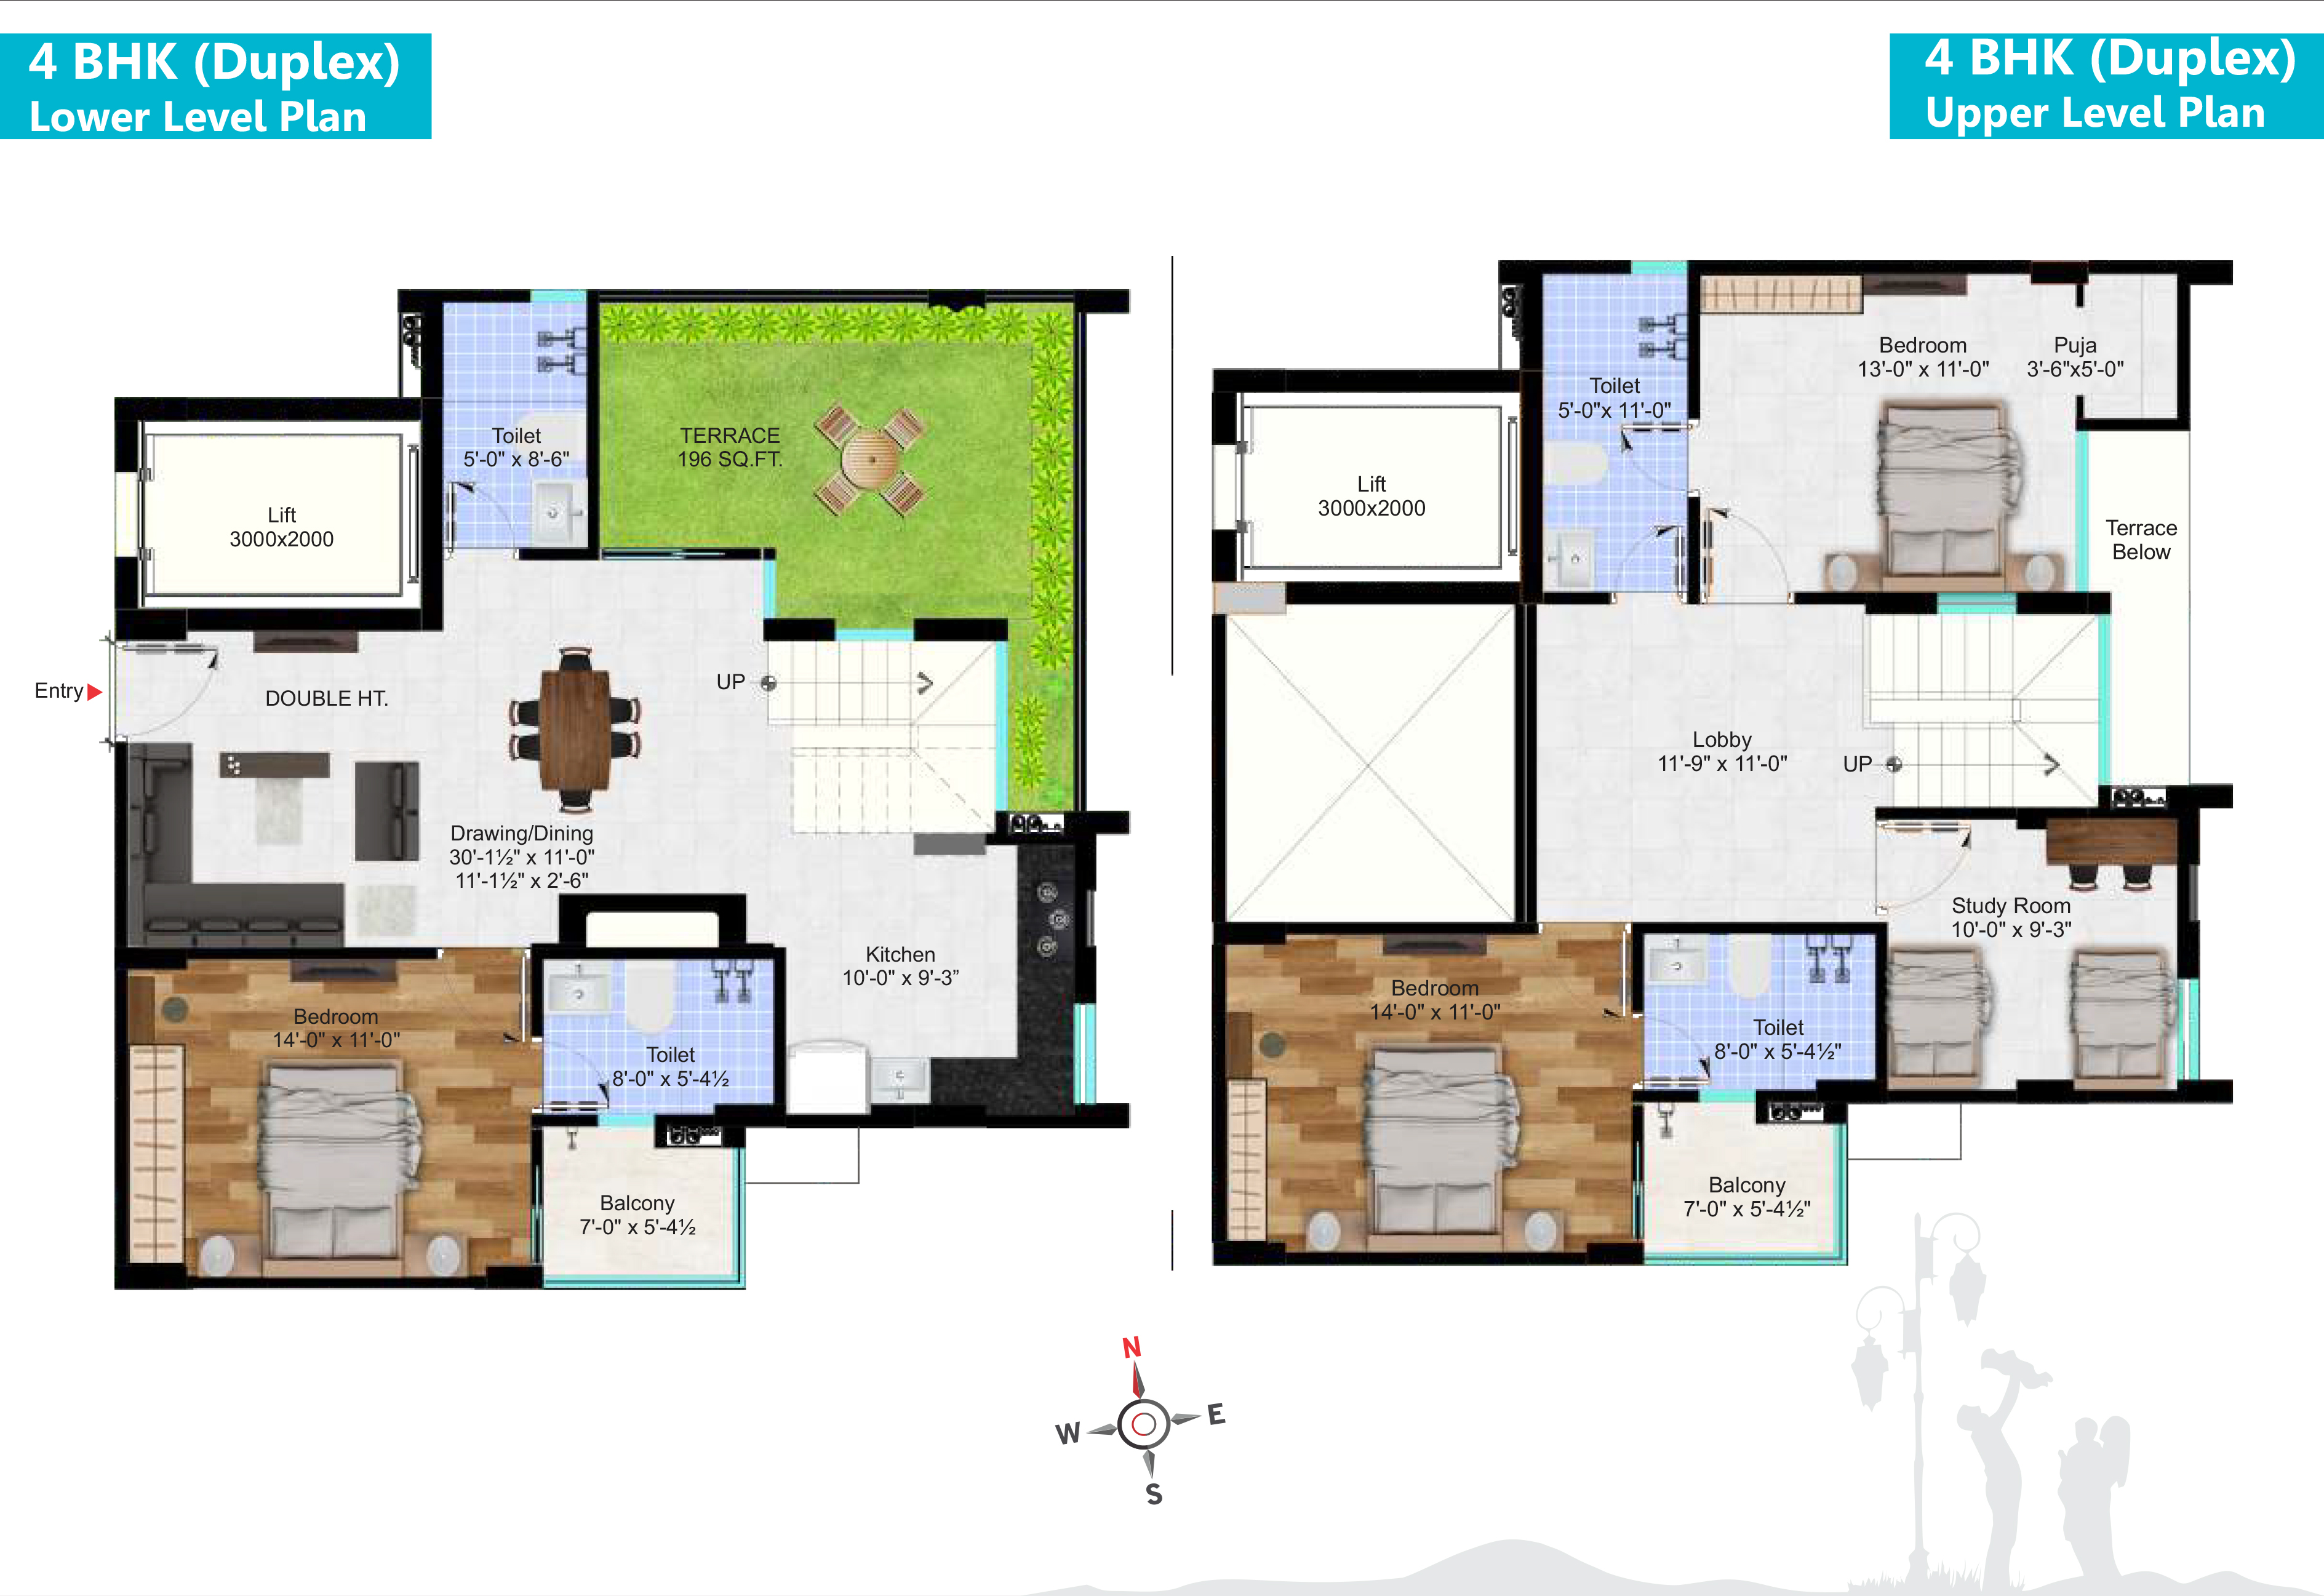 4 BHK (Duplex)
Lower Level Plan
4 BHK (Duplex)
Upper Level Plan
Toilet
5'-0" x 8'-6"
TERRACE
196 SQ.FT.
Lift
3000x2000
Entry
DOUBLE HT.
UP
Drawing/Dining
30'-1½" x 11'-0"
11'-1½" x 2'-6"
Kitchen
10'-0" x 9'-3”
Bedroom
14'-0" x 11'-0"
Toilet
8'-0" x 5'-4½
Balcony
7'-0" x 5'-4½
Bedroom
13'-0" x 11'-0"
Puja
3'-6"x5'-0"
Toilet
5'-0"x 11'-0"
Lift
3000x2000
Terrace
Below
Lobby
11'-9" x 11'-0"
UP
Study Room
10'-0" x 9'-3"
Bedroom
14'-0" x 11'-0"
Toilet
8'-0" x 5'-4½"
Balcony
7'-0" x 5'-4½"
N
W
E
S